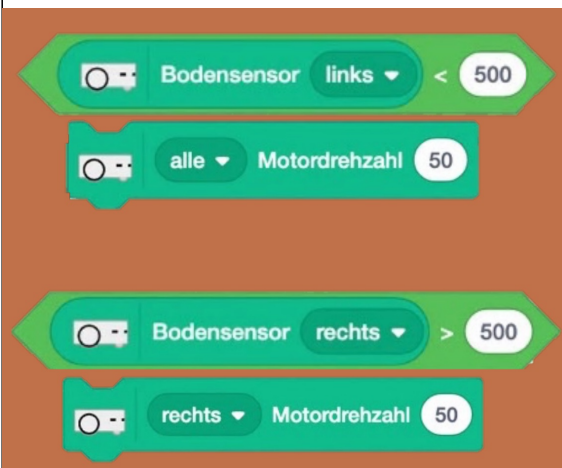 Bodensensor links < 500
alle Motordrehzahl 50
Bodensensor rechts > 500
rechts Motordrehzahl 50